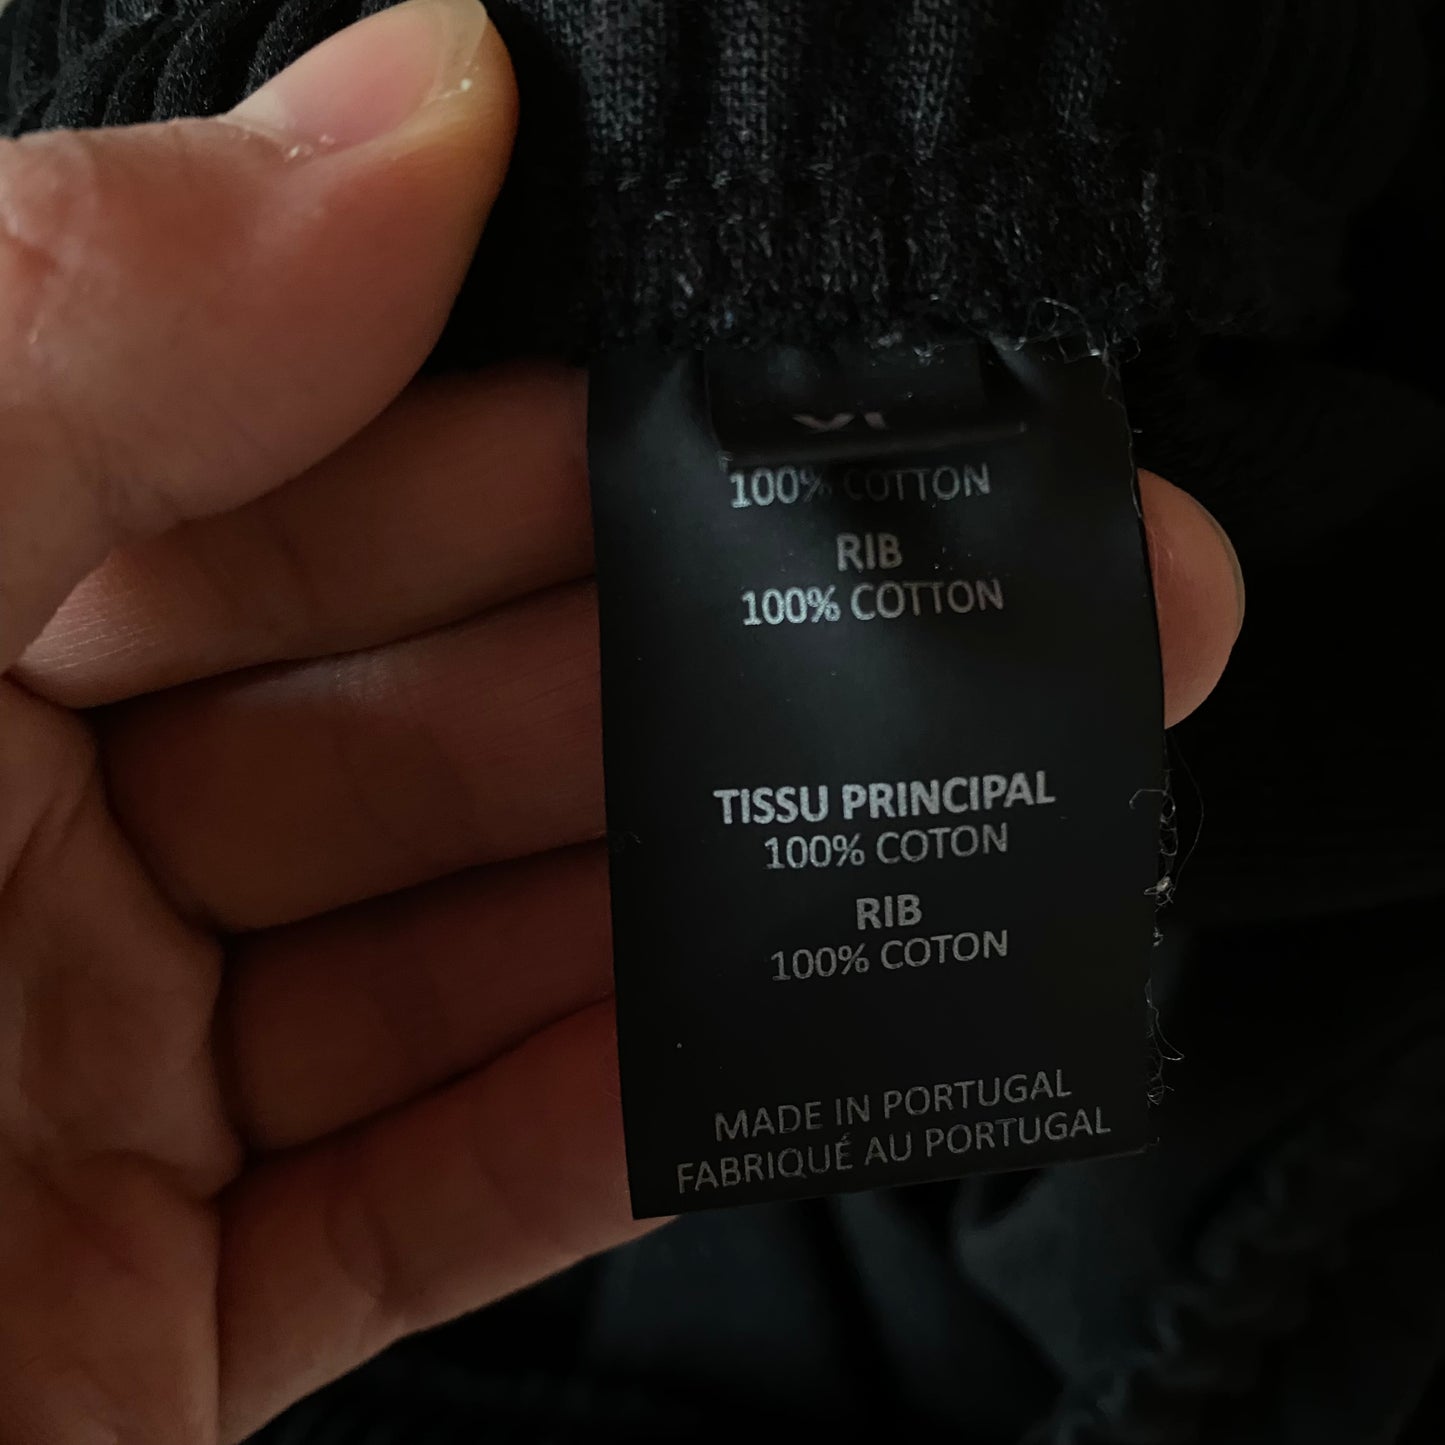 100% COTTON
RIB
100% COTTON
TISSU PRINCIPAL
100% COTON
RIB
100% COTON
MADE IN PORTUGAL
FABRIQUÉ AU PORTUGAL